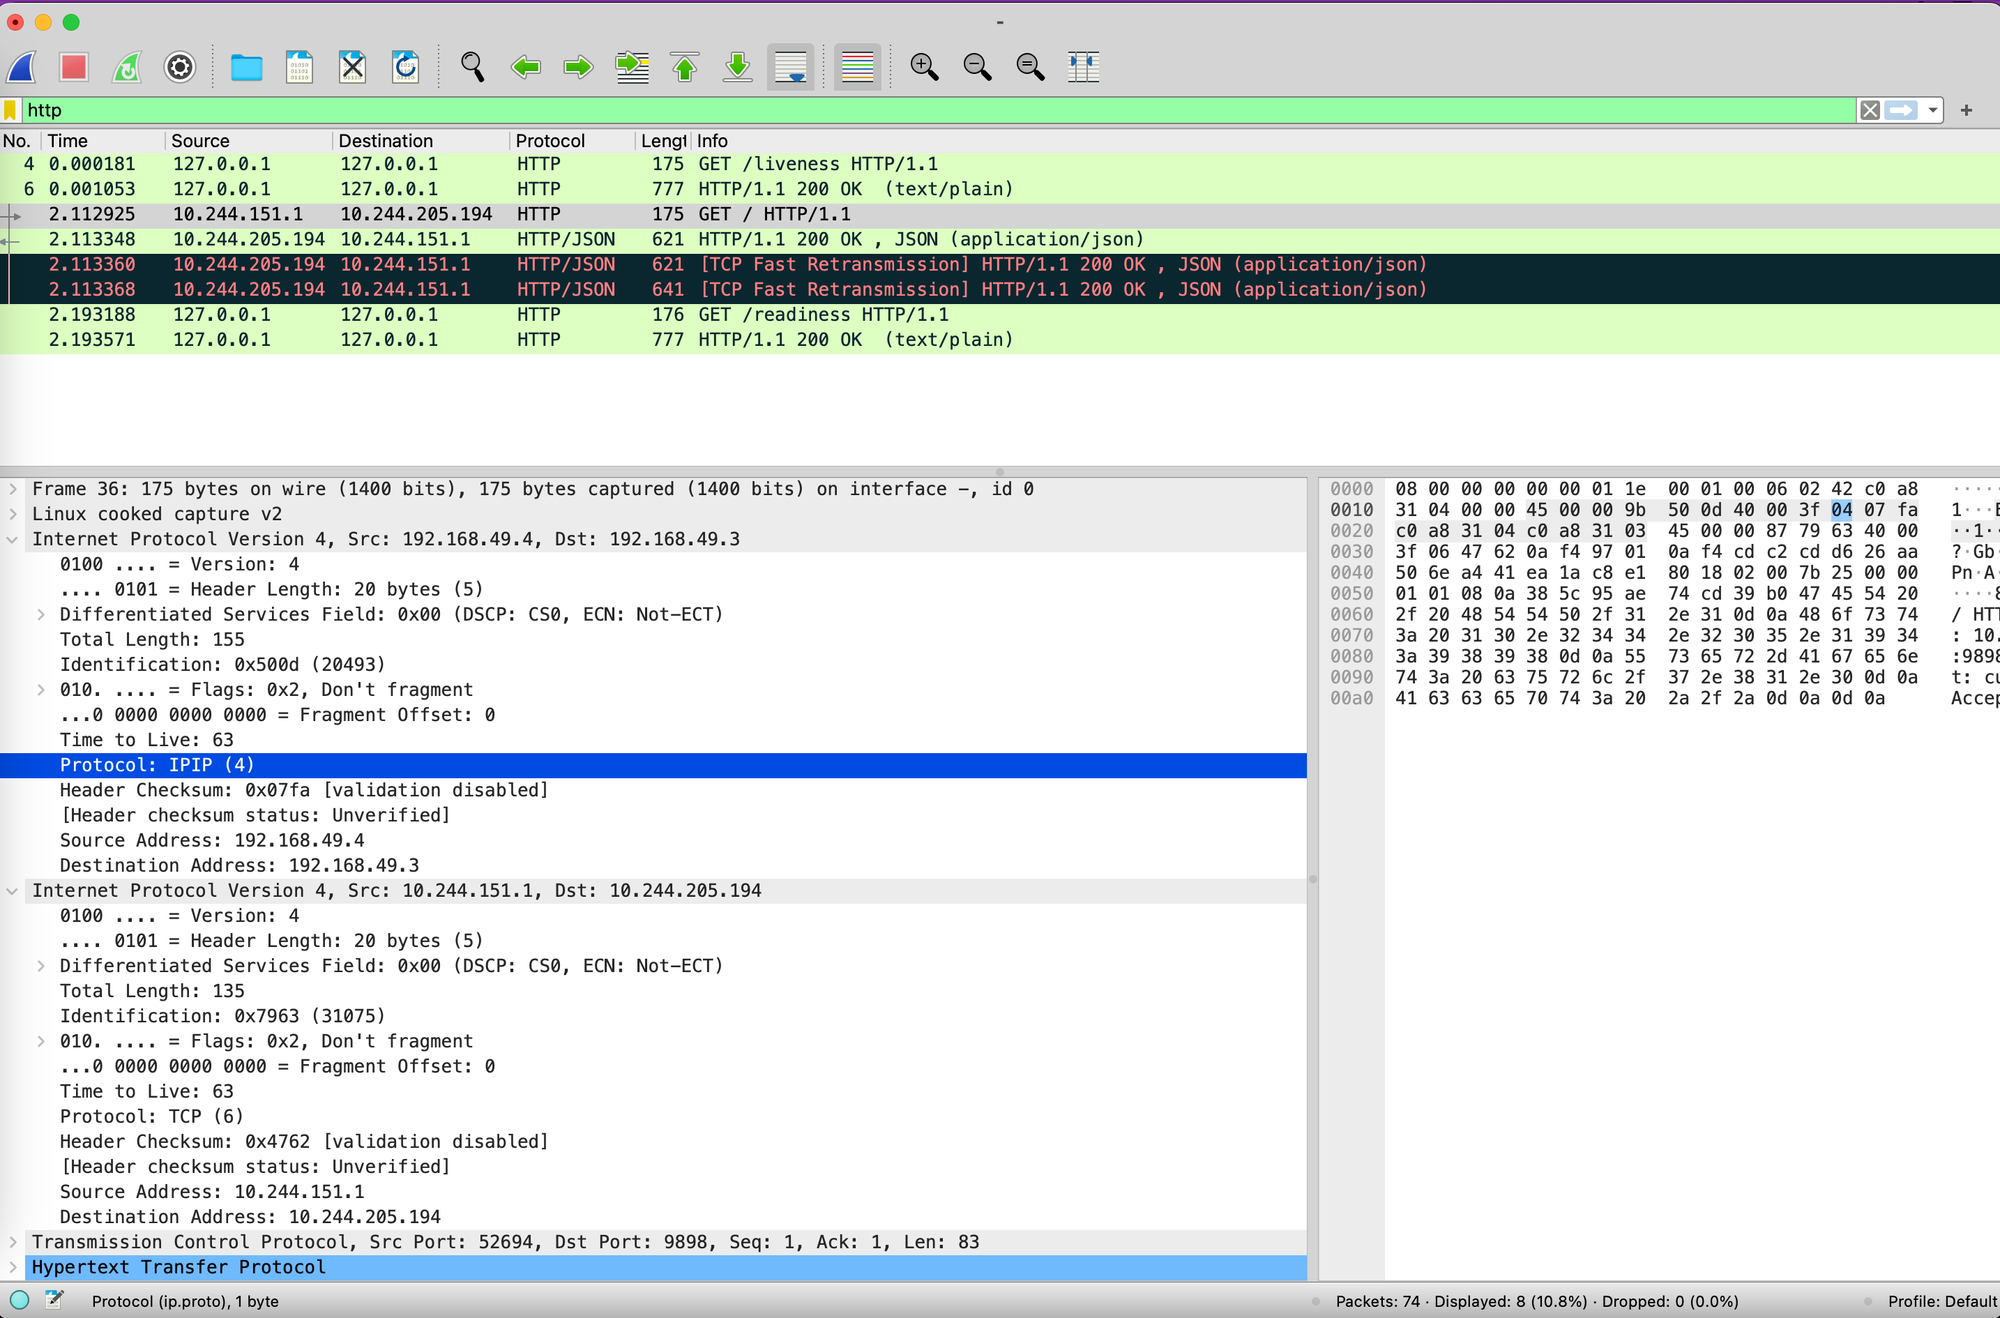 -
http
+
No. Time Source Destination Protocol Lengt Info
4 0.000181 127.0.0.1 127.0.0.1 HTTP 175 GET /liveness HTTP/1.1
6 0.001053 127.0.0.1 127.0.0.1 HTTP 777 HTTP/1.1 200 OK (text/plain)
2.112925 10.244.151.1 10.244.205.194 HTTP 175 GET / HTTP/1.1
2.113348 10.244.205.194 10.244.151.1 HTTP/JSON 621 HTTP/1.1 200 OK , JSON (application/json)
2.113360 10.244.205.194 10.244.151.1 HTTP/JSON 621 [TCP Fast Retransmission] HTTP/1.1 200 OK , JSON (application/json)
2.113368 10.244.205.194 10.244.151.1 HTTP/JSON 641 [TCP Fast Retransmission] HTTP/1.1 200 OK , JSON (application/json)
2.193188 127.0.0.1 127.0.0.1 HTTP 176 GET /readiness HTTP/1.1
2.193571 127.0.0.1 127.0.0.1 HTTP 777 HTTP/1.1 200 OK (text/plain)
Frame 36: 175 bytes on wire (1400 bits), 175 bytes captured (1400 bits) on interface -, id 0
Linux cooked capture v2
Internet Protocol Version 4, Src: 192.168.49.4, Dst: 192.168.49.3
0100 .... = Version: 4
.... 0101 = Header Length: 20 bytes (5)
Differentiated Services Field: 0x00 (DSCP: CS0, ECN: Not-ECT)
Total Length: 155
Identification: 0x500d (20493)
010. .... = Flags: 0x2, Don't fragment
...0 0000 0000 0000 = Fragment Offset: 0
Time to Live: 63
Protocol: IPIP (4)
Header Checksum: 0x07fa [validation disabled]
[Header checksum status: Unverified]
Source Address: 192.168.49.4
Destination Address: 192.168.49.3
Internet Protocol Version 4, Src: 10.244.151.1, Dst: 10.244.205.194
0100 .... = Version: 4
.... 0101 = Header Length: 20 bytes (5)
Differentiated Services Field: 0x00 (DSCP: CS0, ECN: Not-ECT)
Total Length: 135
Identification: 0x7963 (31075)
010. .... = Flags: 0x2, Don't fragment
...0 0000 0000 0000 = Fragment Offset: 0
Time to Live: 63
Protocol: TCP (6)
Header Checksum: 0x4762 [validation disabled]
[Header checksum status: Unverified]
Source Address: 10.244.151.1
Destination Address: 10.244.205.194
Transmission Control Protocol, Src Port: 52694, Dst Port: 9898, Seq: 1, Ack: 1, Len: 83
Hypertext Transfer Protocol
0000 08 00 00 00 00 00 01 1e 00 01 00 06 02 42 c0 a8 ·····
0010 31 04 00 00 45 00 00 9b 50 0d 40 00 3f 04 07 fa 1···E
0020 c0 a8 31 04 c0 a8 31 03 45 00 00 87 79 63 40 00 ··1·
0030 3f 06 47 62 0a f4 97 01 0a f4 cd c2 cd d6 26 aa ?·Gb
0040 50 6e a4 41 ea 1a c8 e1 80 18 02 00 7b 25 00 00 Pn·A·
0050 01 01 08 0a 38 5c 95 ae 74 cd 39 b0 47 45 54 20 ····8
0060 2f 20 48 54 54 50 2f 31 2e 31 0d 0a 48 6f 73 74 / HTT
0070 3a 20 31 30 2e 32 34 34 2e 32 30 35 2e 31 39 34 : 10.
0080 3a 39 38 39 38 0d 0a 55 73 65 72 2d 41 67 65 6e :9898
0090 74 3a 20 63 75 72 6c 2f 37 2e 38 31 2e 30 0d 0a t: cu
00a0 41 63 63 65 70 74 3a 20 2a 2f 2a 0d 0a 0d 0a Accep
Protocol (ip.proto), 1 byte
Packets: 74 · Displayed: 8 (10.8%) · Dropped: 0 (0.0%)
Profile: Default